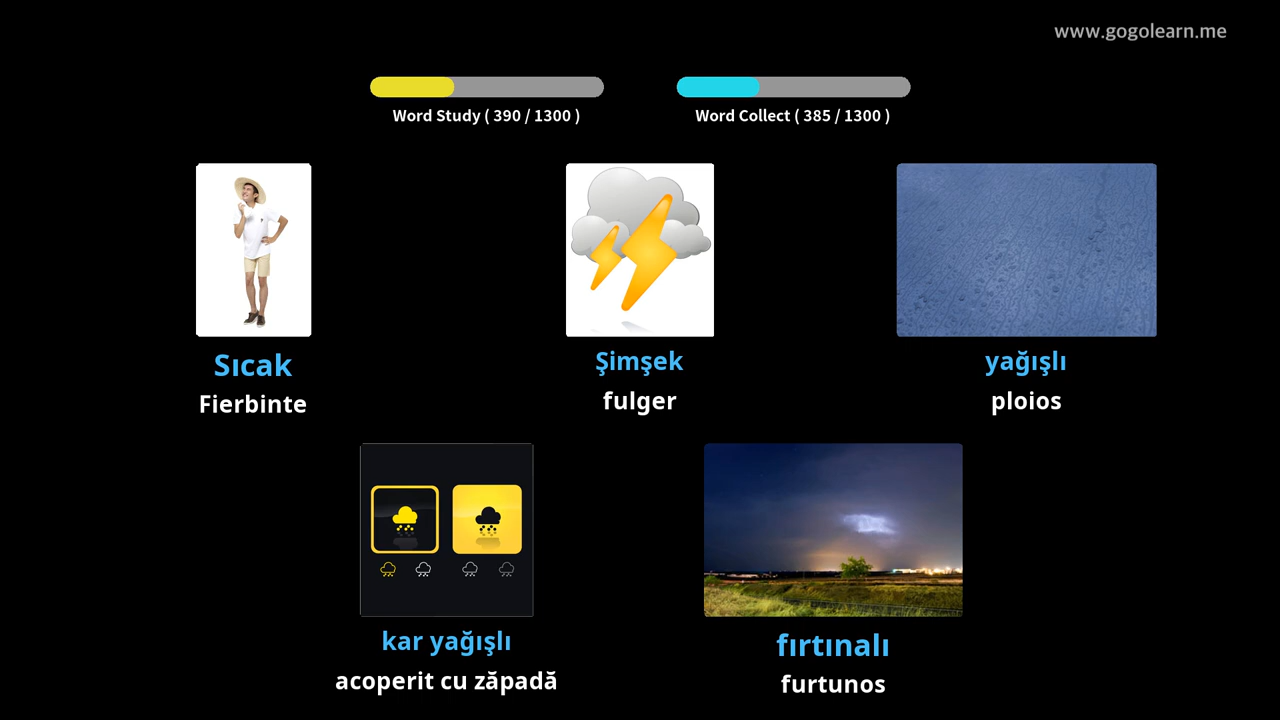 www.gogolearn.me
Word Study ( 390 / 1300 )
Word Collect ( 385 / 1300 )
Sıcak
Fierbinte
Şimşek
fulger
yağışlı
ploios
kar yağışlı
acoperit cu zăpadă
fırtınalı
furtunos